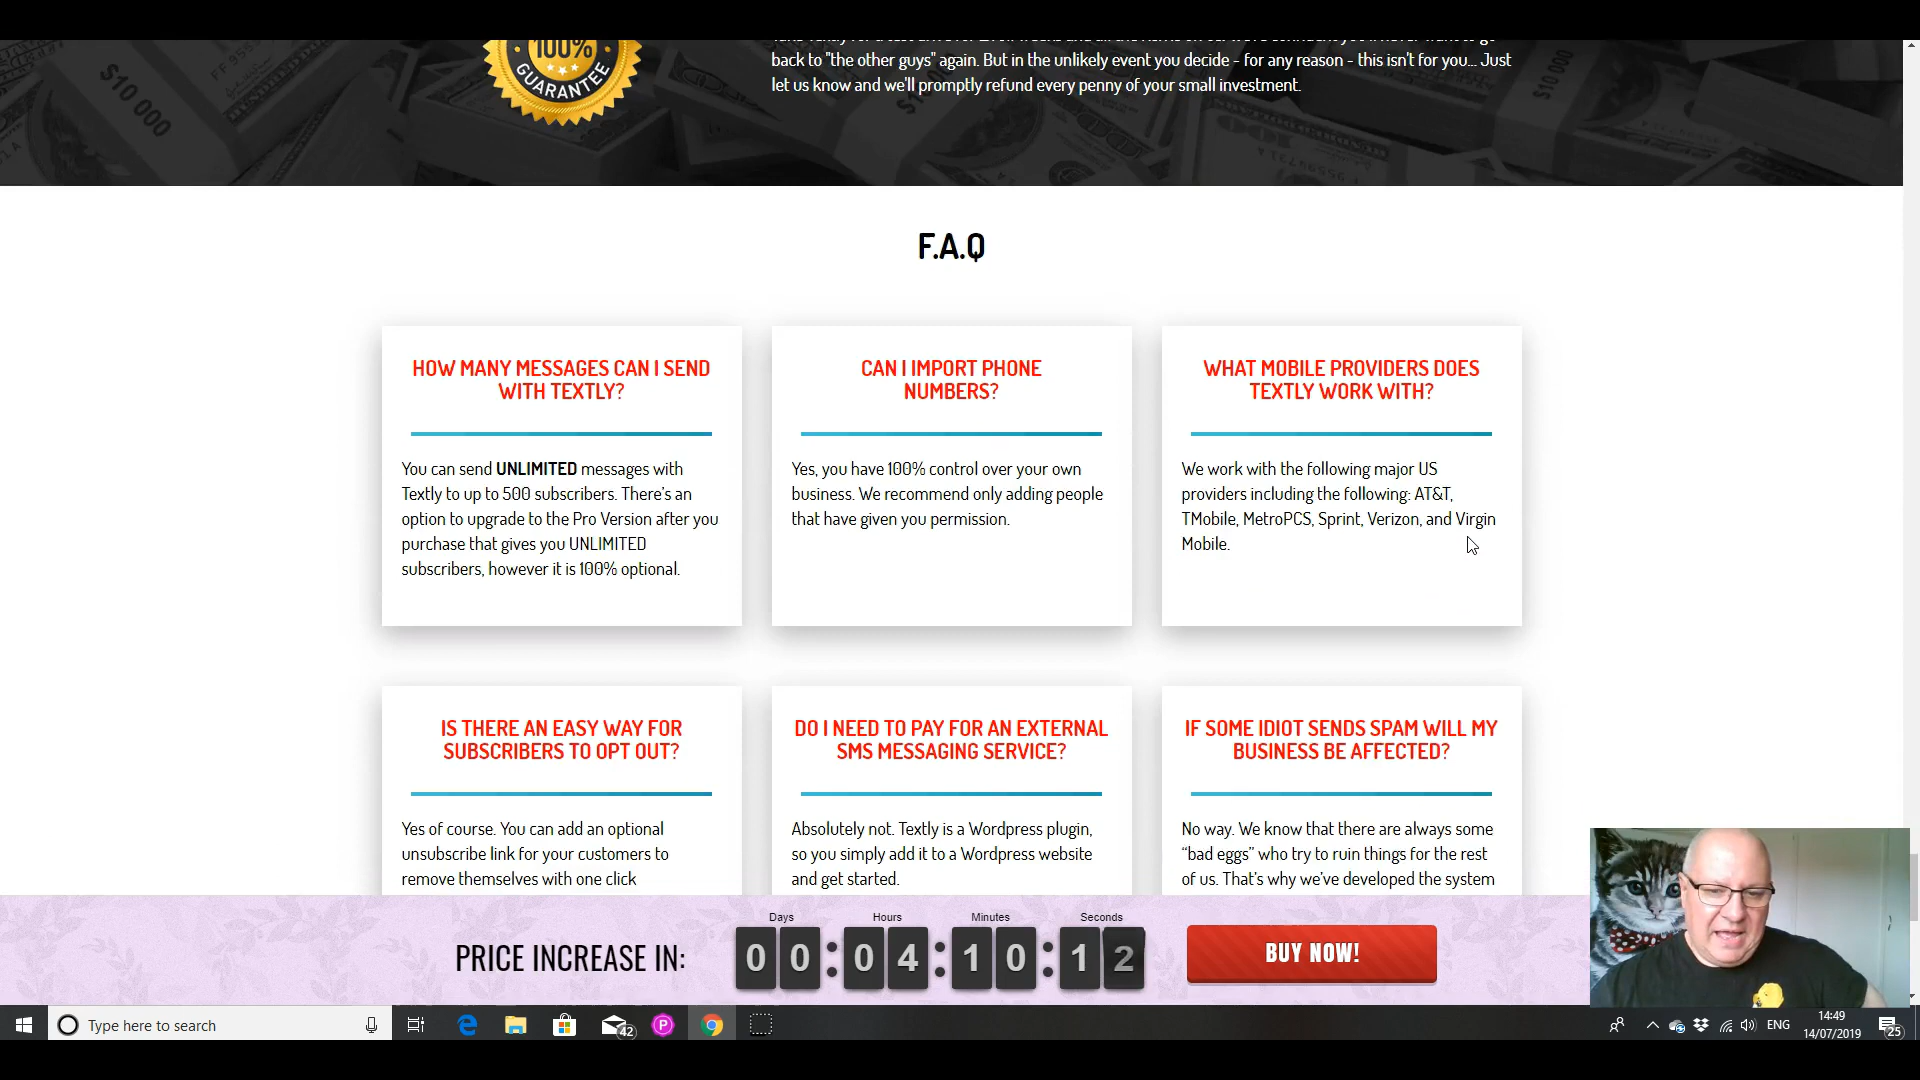 100%
GUARANTEE
$10 000
back to "the other guys" again. But in the unlikely event you decide - for any reason - this isn't for you... Just
let us know and we'll promptly refund every penny of your small investment.
F.A.Q
HOW MANY MESSAGES CAN I SEND
WITH TEXTLY?
You can send UNLIMITED messages with
Textly to up to 500 subscribers. There's an
option to upgrade to the Pro Version after you
purchase that gives you UNLIMITED
subscribers, however it is 100% optional.
CAN I IMPORT PHONE
NUMBERS?
Yes, you have 100% control over your own
business. We recommend only adding people
that have given you permission.
WHAT MOBILE PROVIDERS DOES
TEXTLY WORK WITH?
We work with the following major US
providers including the following: AT&T,
TMobile, MetroPCS, Sprint, Verizon, and Virgin
Mobile.
IS THERE AN EASY WAY FOR
SUBSCRIBERS TO OPT OUT?
Yes of course. You can add an optional
unsubscribe link for your customers to
remove themselves with one click
DO I NEED TO PAY FOR AN EXTERNAL
SMS MESSAGING SERVICE?
Absolutely not. Textly is a Wordpress plugin,
so you simply add it to a Wordpress website
and get started.
IF SOME IDIOT SENDS SPAM WILL MY
BUSINESS BE AFFECTED?
No way. We know that there are always some
“bad eggs” who try to ruin things for the rest
of us. That’s why we’ve developed the system
PRICE INCREASE IN:
Days Hours Minutes Seconds
00:04:10:12
BUY NOW!
Type here to search
42
ENG
14:49
14/07/2019
25